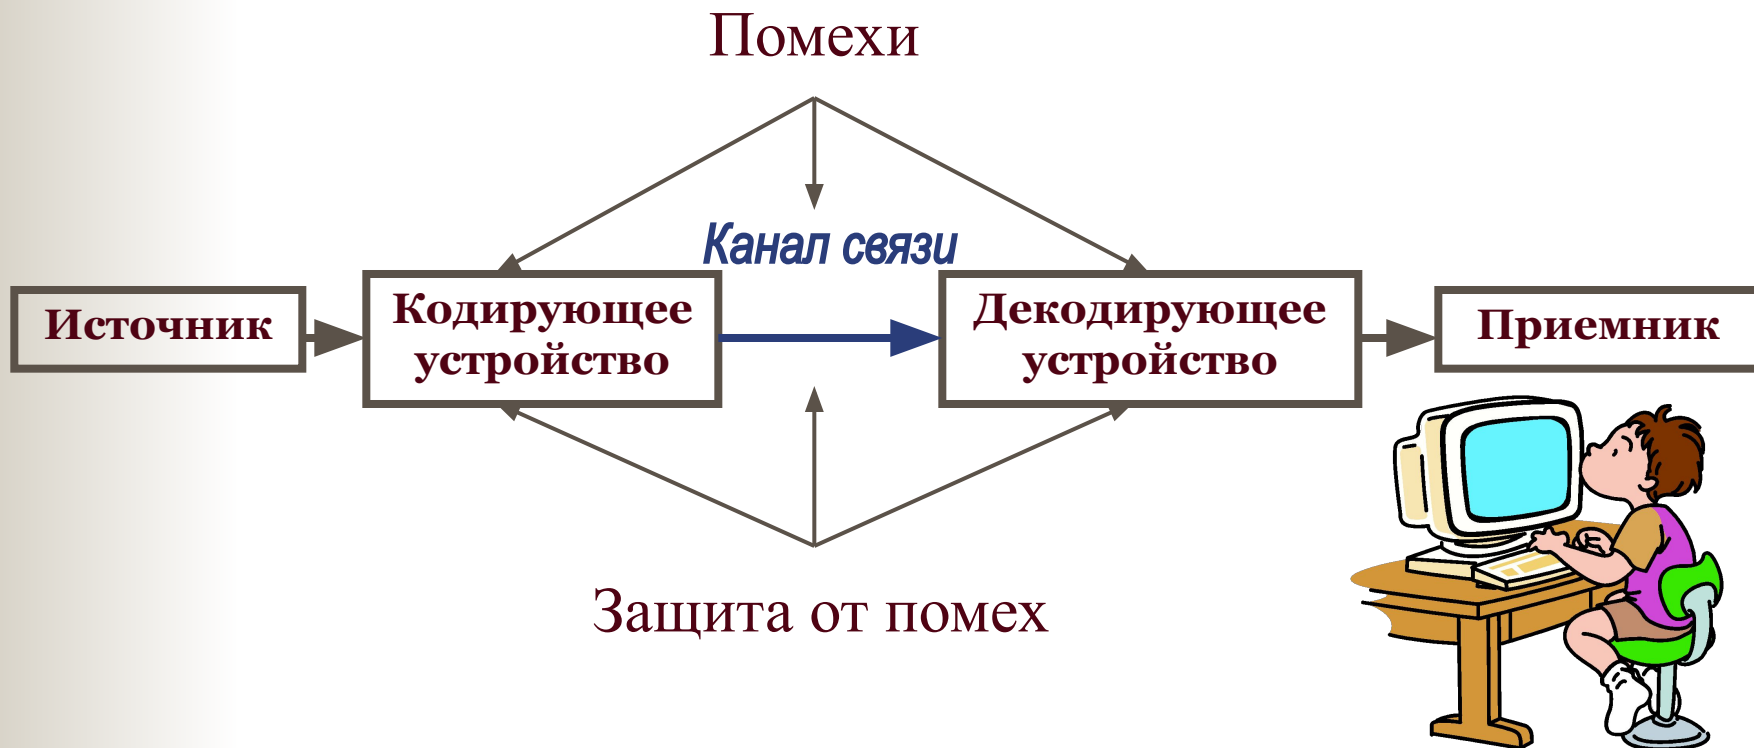 Помехи
Канал связи
Источник
Кодирующее
устройство
Декодирующее
устройство
Приемник
Защита от помех